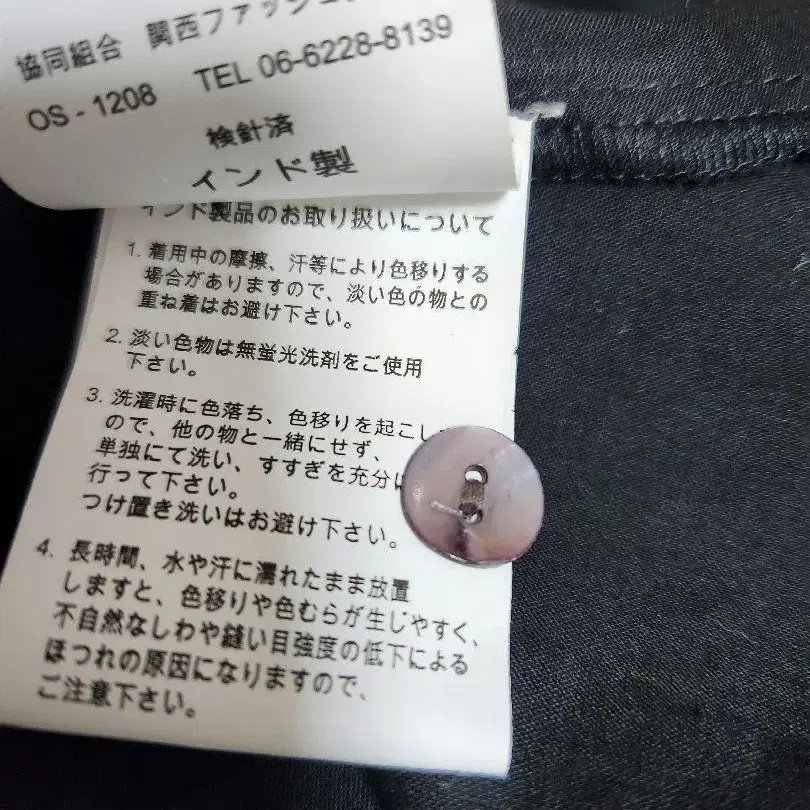 協同組合 関西ファッショ
OS - 1208 TEL 06-6228-8139
検針済
インド製
インド製品のお取り扱いについて
1. 着用中の摩擦、汗等により色移りする
場合がありますので、淡い色の物との
重ね着はお避け下さい。
2. 淡い色物は無蛍光洗剤をご使用
下さい。
3. 洗濯時に色落ち、色移りを起こし
ので、他の物と一緒にせず、
単独にて洗い、すすぎを充分
行って下さい。
つけ置き洗いはお避け下さい。
4. 長時間、水や汗に濡れたまま放置
しますと、色移りや色むらが生じやすく、
不自然なしわや縫い目強度の低下による
ほつれの原因になりますので、
ご注意下さい。